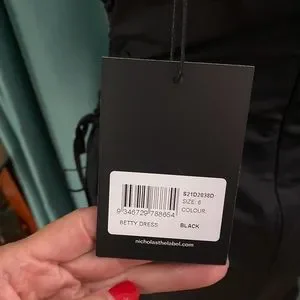 S21D2038D
SIZE: 6
COLOUR:
9 346729 788654
BETTY DRESS BLACK
nicholasthelabel.com